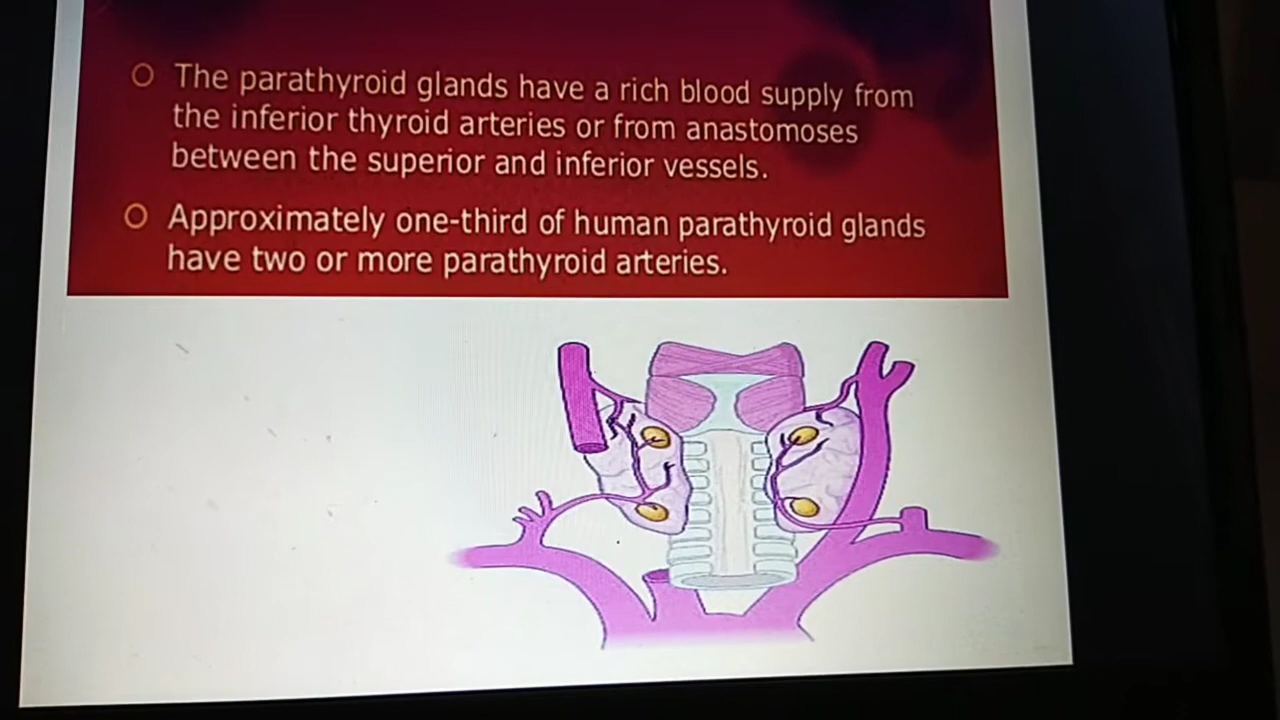 The parathyroid glands have a rich blood supply from
the inferior thyroid arteries or from anastomoses
between the superior and inferior vessels.
Approximately one-third of human parathyroid glands
have two or more parathyroid arteries.